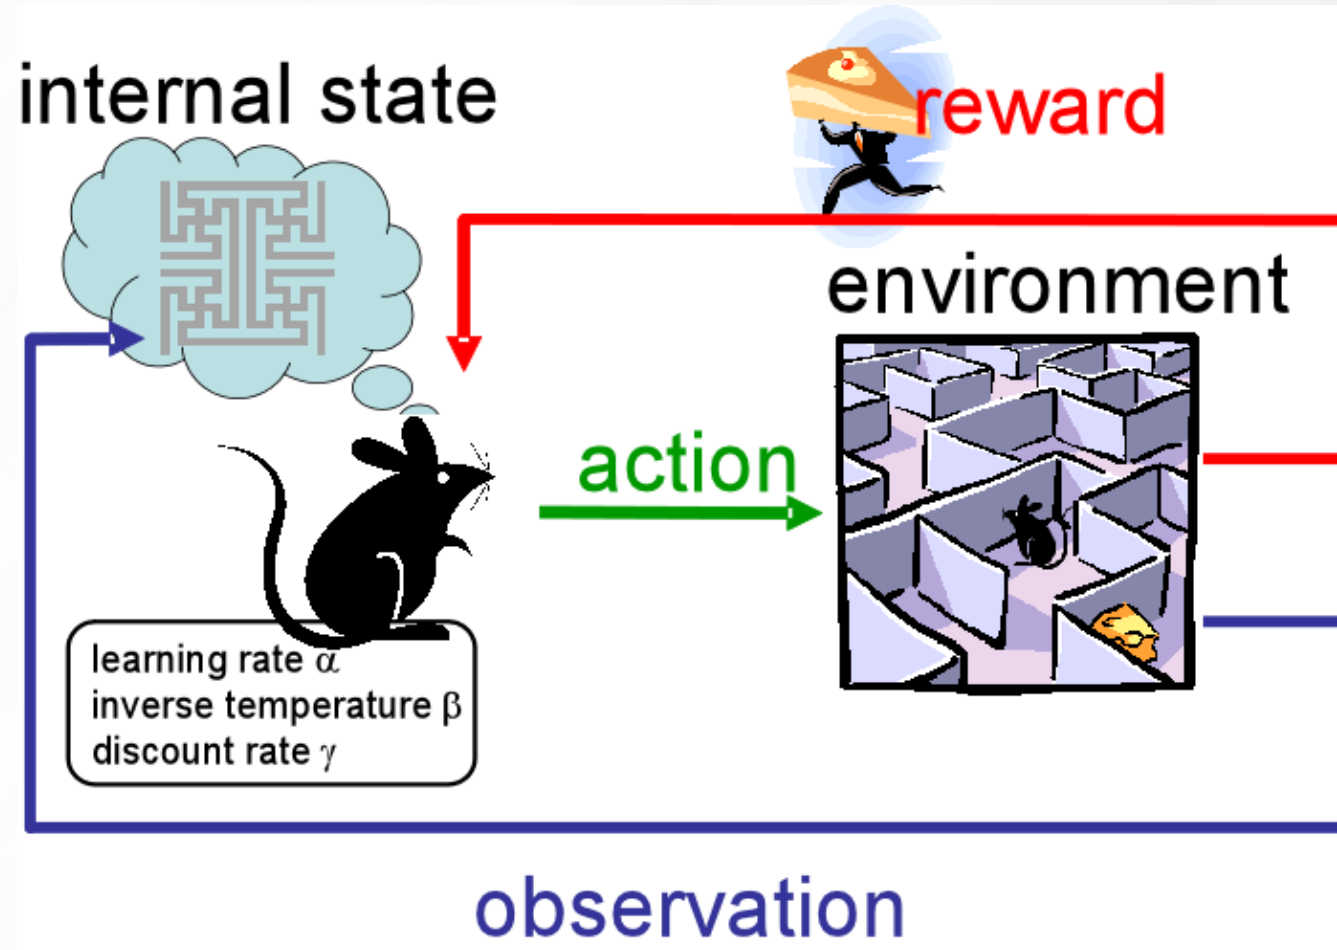 internal state
reward
environment
action
learning rate α
inverse temperature β
discount rate γ
observation